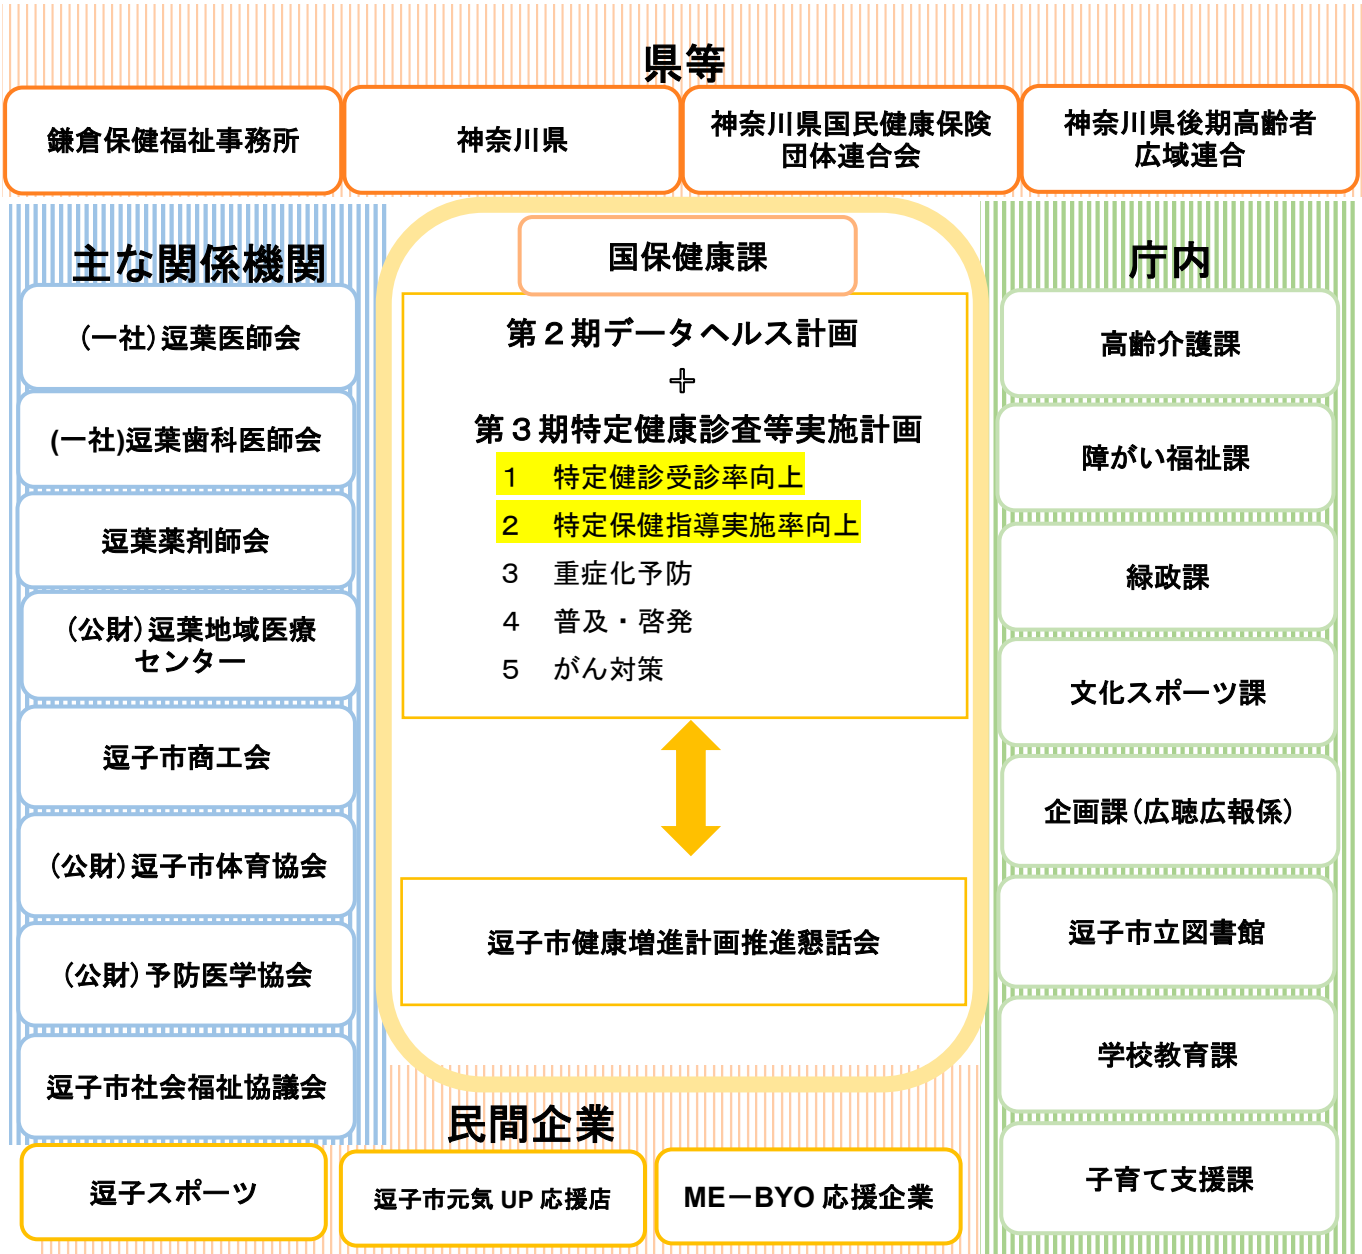 県等
鎌倉保健福祉事務所
神奈川県
神奈川県国民健康保険
団体連合会
神奈川県後期高齢者
広域連合
主な関係機関
(一社)逗葉医師会
(一社)逗葉歯科医師会
逗葉薬剤師会
(公財)逗葉地域医療
センター
逗子市商工会
(公財)逗子市体育協会
(公財)予防医学協会
逗子市社会福祉協議会
国保健康課
第2期データヘルス計画
+
第3期特定健康診査等実施計画
1 特定健診受診率向上
2 特定保健指導実施率向上
3 重症化予防
4 普及・啓発
5 がん対策
逗子市健康増進計画推進懇話会
庁内
高齢介護課
障がい福祉課
緑政課
文化スポーツ課
企画課(広聴広報係)
逗子市立図書館
学校教育課
子育て支援課
民間企業
逗子スポーツ
逗子市元気 UP 応援店
ME-BYO 応援企業